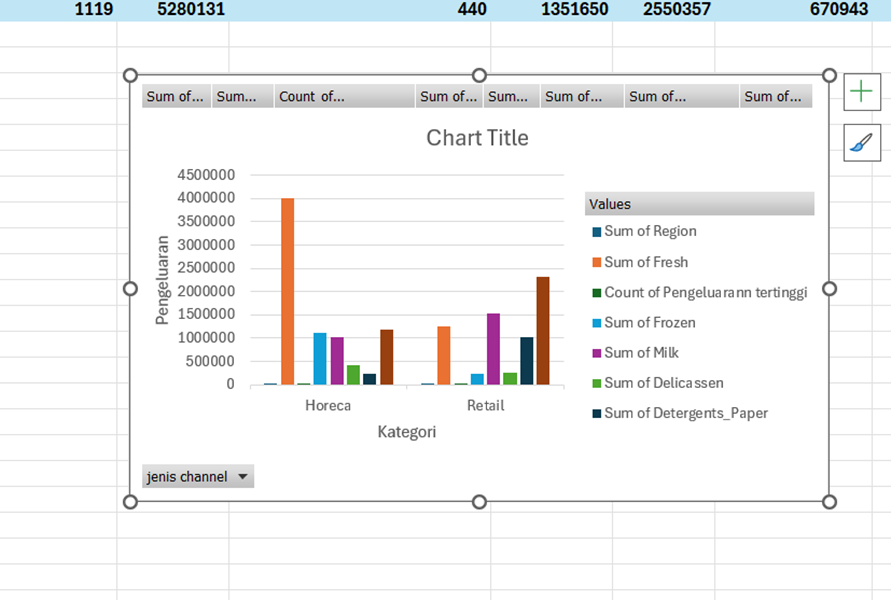 1119 5280131 440 1351650 2550357 670943
Sum of... Sum... Count of... Sum of... Sum... Sum of... Sum of... Sum of...
Chart Title
4500000
4000000
3500000
3000000
2500000
2000000
1500000
1000000
500000
0
Pengeluaran
Horeca Retail
Kategori
Values
Sum of Region
Sum of Fresh
Count of Pengeluarann tertinggi
Sum of Frozen
Sum of Milk
Sum of Delicassen
Sum of Detergents_Paper
jenis channel